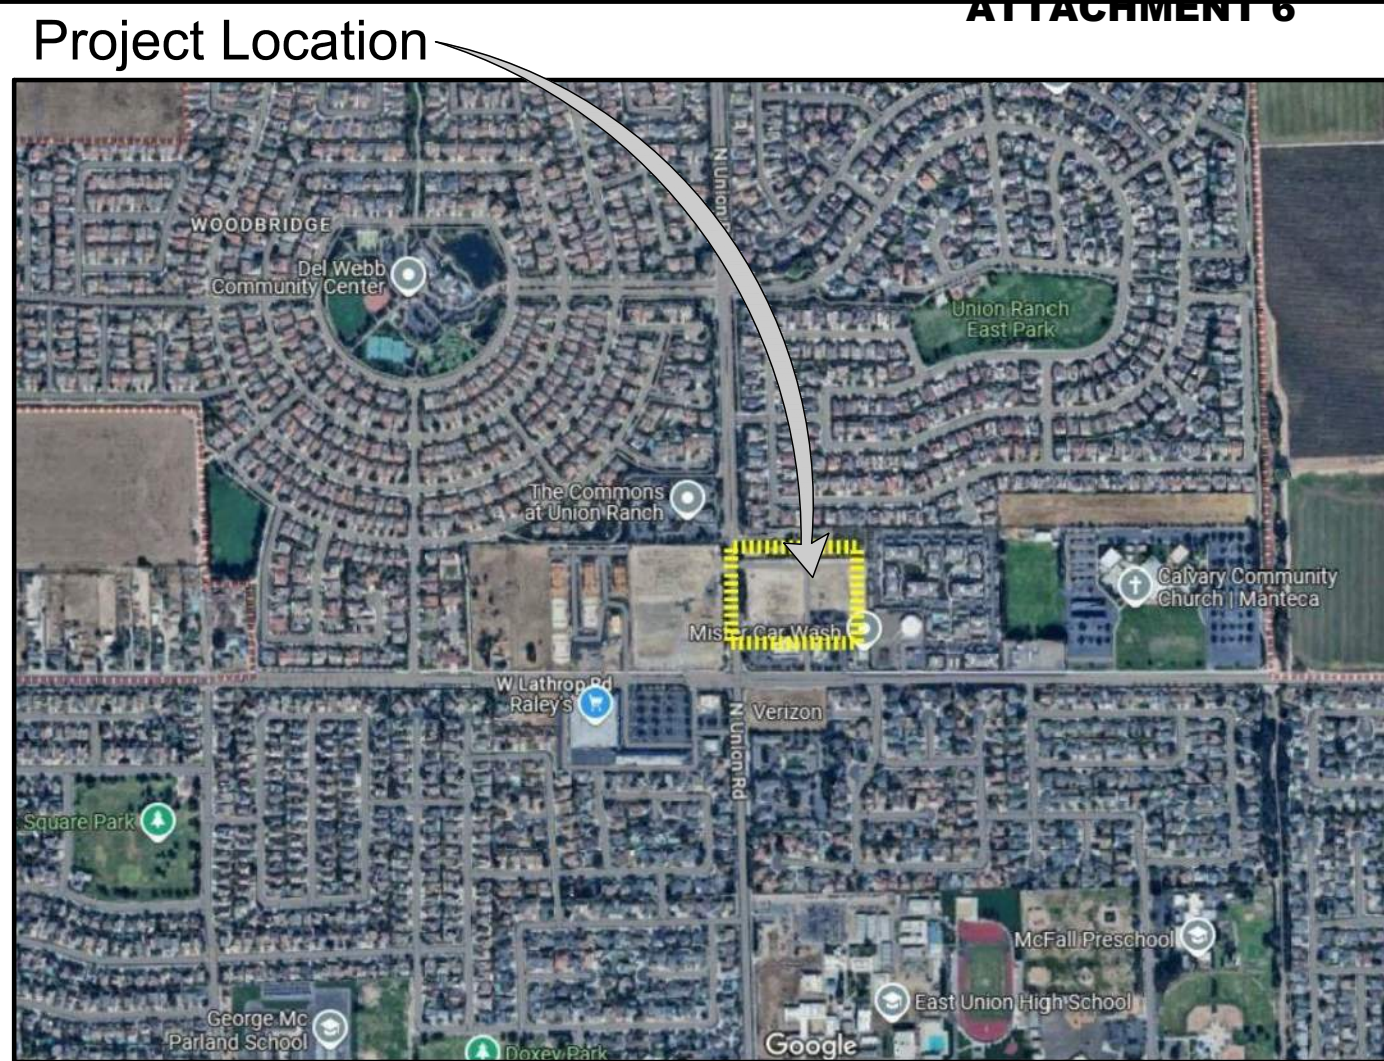 ATTACHMENT 6
Project Location
N Union
WOODBRIDGE
Del Webb
Community Center
Union Ranch
East Park
The Commons
at Union Ranch
Calvary Community
Church | Manteca
Mister Car Wash
W Lathrop Rd
Raley's
Verizon
N Union Rd
Square Park
McFall Preschool
East Union High School
George Mc
Parland School
Google
Doxey Park